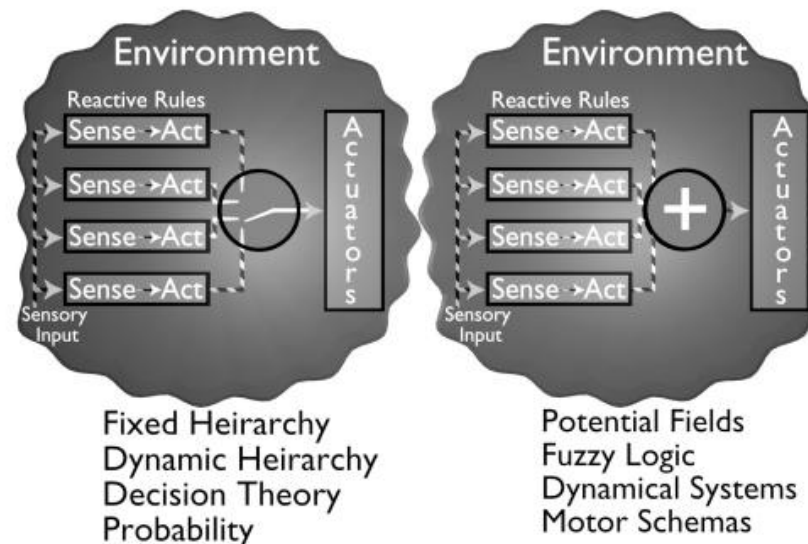 Environment
Reactive Rules
Sense Act
Sense Act
Sense Act
Sense Act
Sensory
Input
Actuators
Fixed Heirarchy
Dynamic Heirarchy
Decision Theory
Probability
Environment
Reactive Rules
Sense Act
Sense Act
Sense Act
Sense Act
Sensory
Input
+
Actuators
Potential Fields
Fuzzy Logic
Dynamical Systems
Motor Schemas